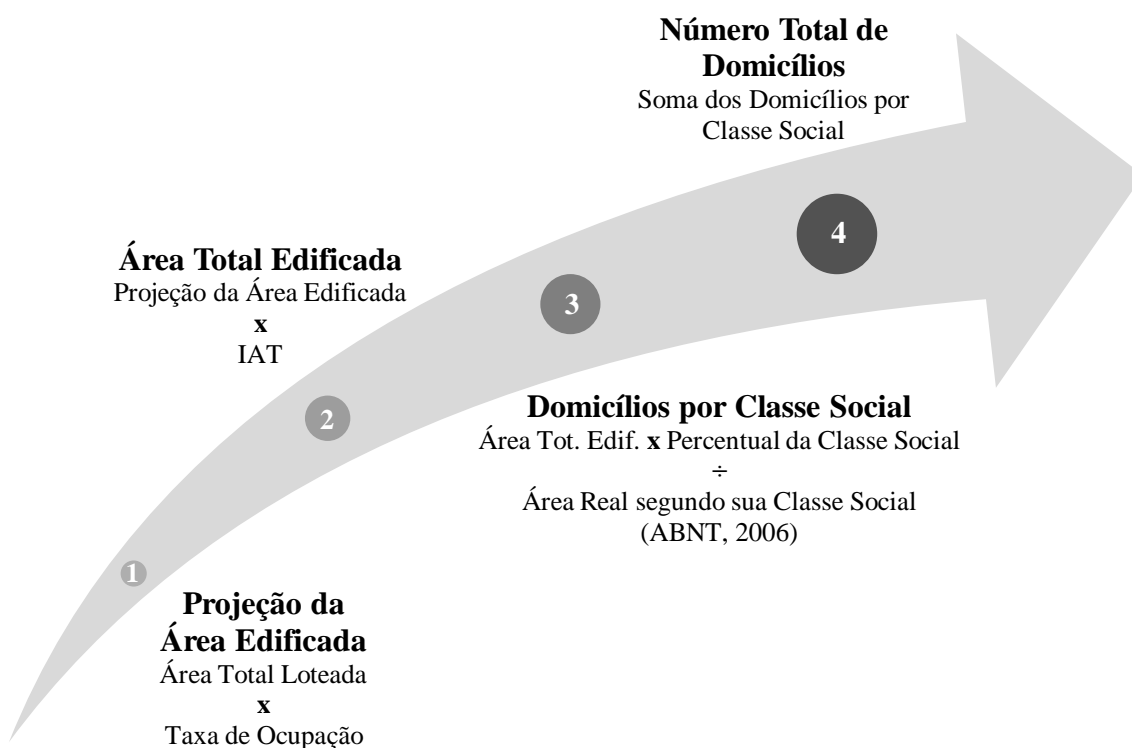 Número Total de
Domicílios
Soma dos Domicílios por
Classe Social
4
Área Total Edificada
Projeção da Área Edificada
x
IAT
3
2
Domicílios por Classe Social
Área Tot. Edif. x Percentual da Classe Social
÷
Área Real segundo sua Classe Social
(ABNT, 2006)
1
Projeção da
Área Edificada
Área Total Loteada
x
Taxa de Ocupação